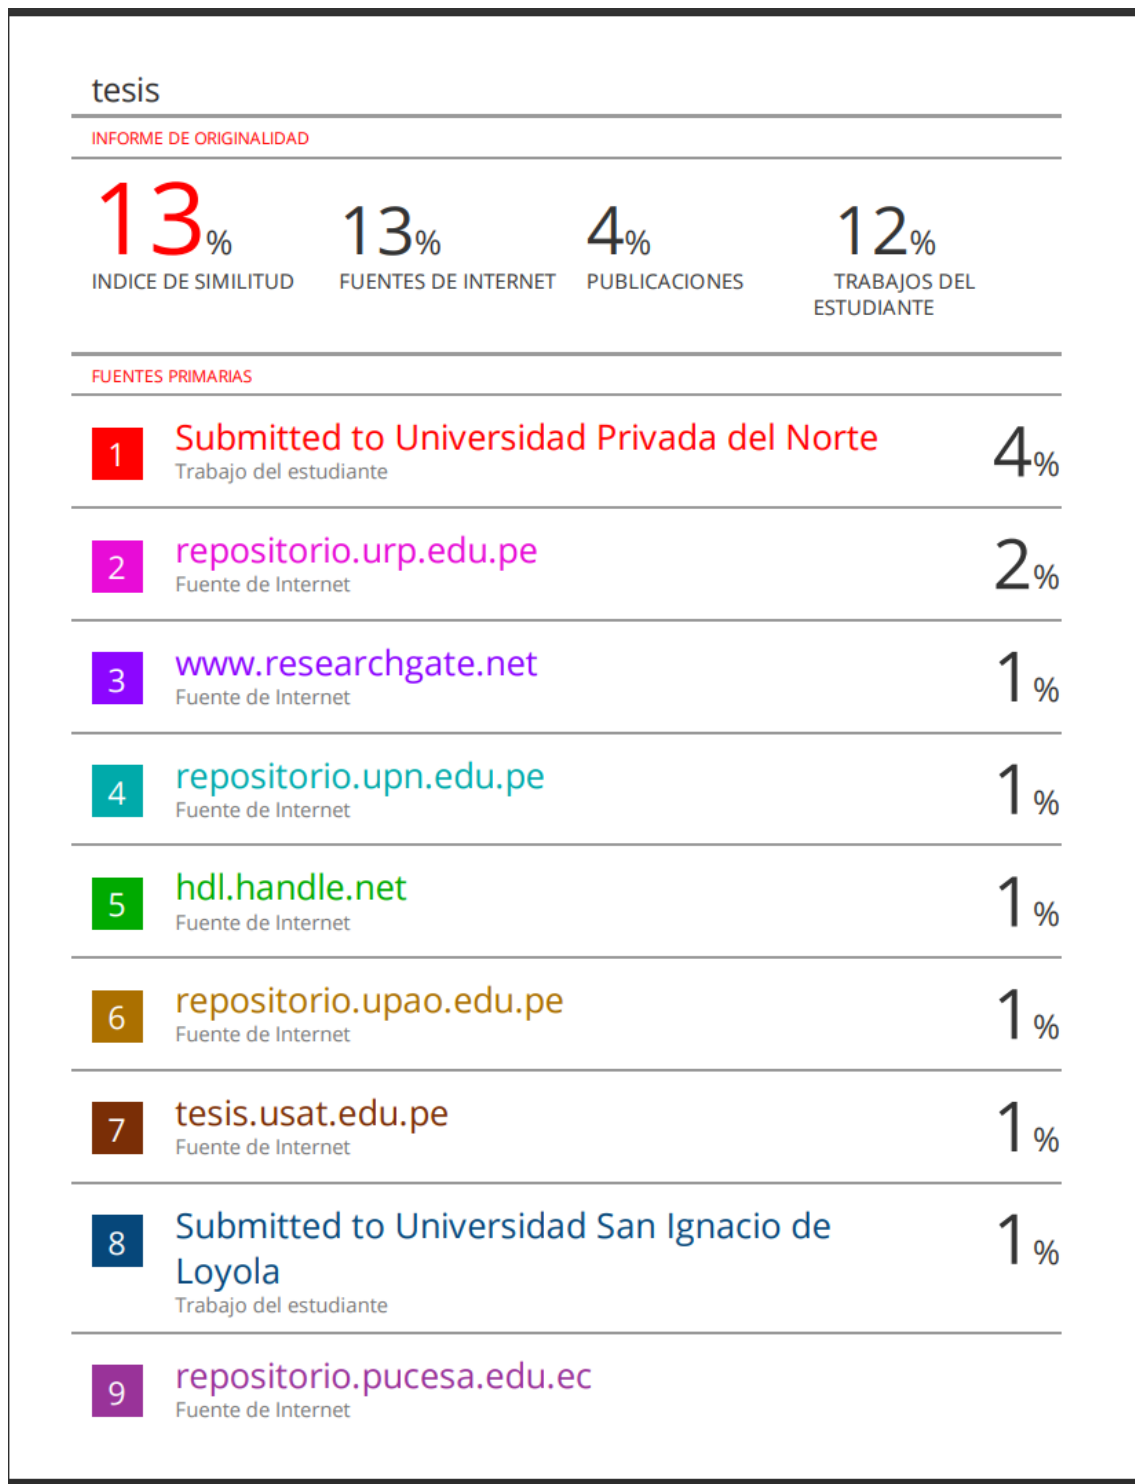 tesis
INFORME DE ORIGINALIDAD
13%
13%
4%
12%
INDICE DE SIMILITUD
FUENTES DE INTERNET
PUBLICACIONES
TRABAJOS DEL
ESTUDIANTE
FUENTES PRIMARIAS
1
Submitted to Universidad Privada del Norte
Trabajo del estudiante
4%
2
repositorio.urp.edu.pe
Fuente de Internet
2%
3
www.researchgate.net
Fuente de Internet
1%
4
repositorio.upn.edu.pe
Fuente de Internet
1%
5
hdl.handle.net
Fuente de Internet
1%
6
repositorio.upao.edu.pe
Fuente de Internet
1%
7
tesis.usat.edu.pe
Fuente de Internet
1%
8
Submitted to Universidad San Ignacio de
Loyola
Trabajo del estudiante
1%
9
repositorio.pucesa.edu.ec
Fuente de Internet